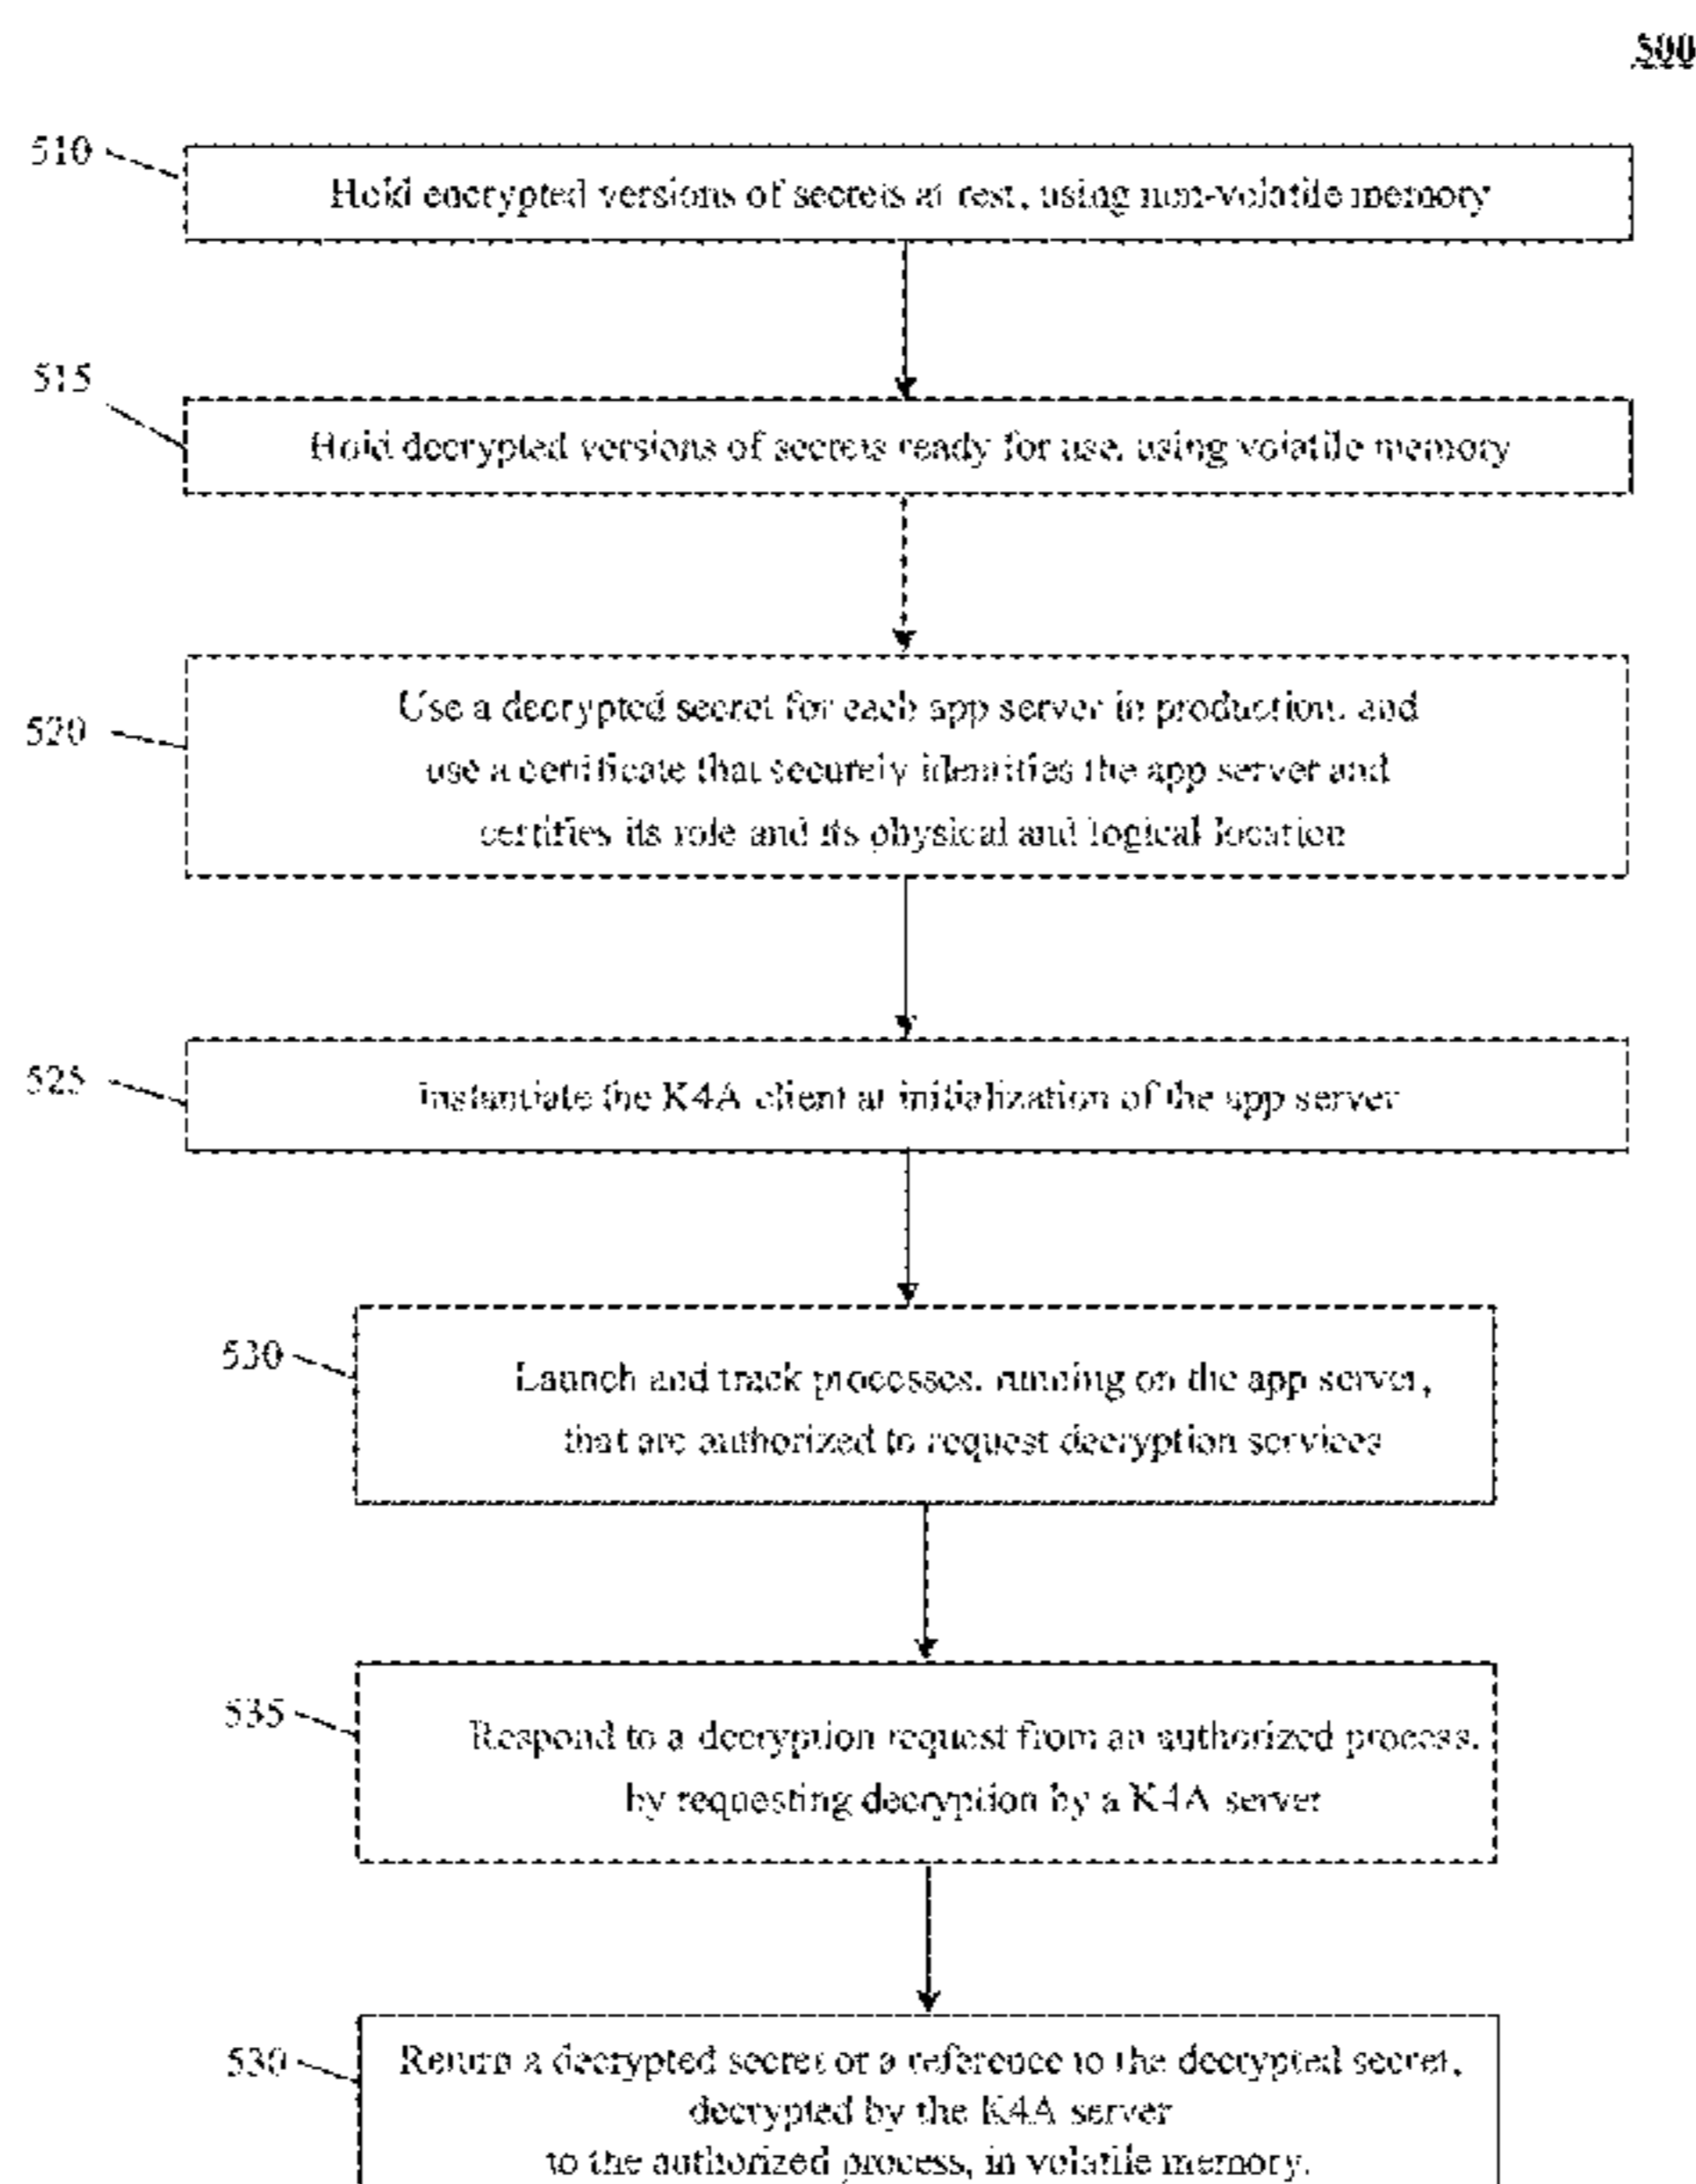 500
510
Hold encrypted versions of secrets at rest, using non-volatile memory
515
Hold decrypted versions of secrets ready for use, using volatile memory
520
Use a decrypted secret for each app server in production, and
use a certificate that securely identifies the app server and
certifies its role and its physical and logical location
525
Instantiate the K4A client at initialization of the app server
530
Launch and track processes, running on the app server,
that are authorized to request decryption services
535
Respond to a decryption request from an authorized process,
by requesting decryption by a K4A server
530
Return a decrypted secret or a reference to the decrypted secret,
decrypted by the K4A server
to the authorized process, in volatile memory.